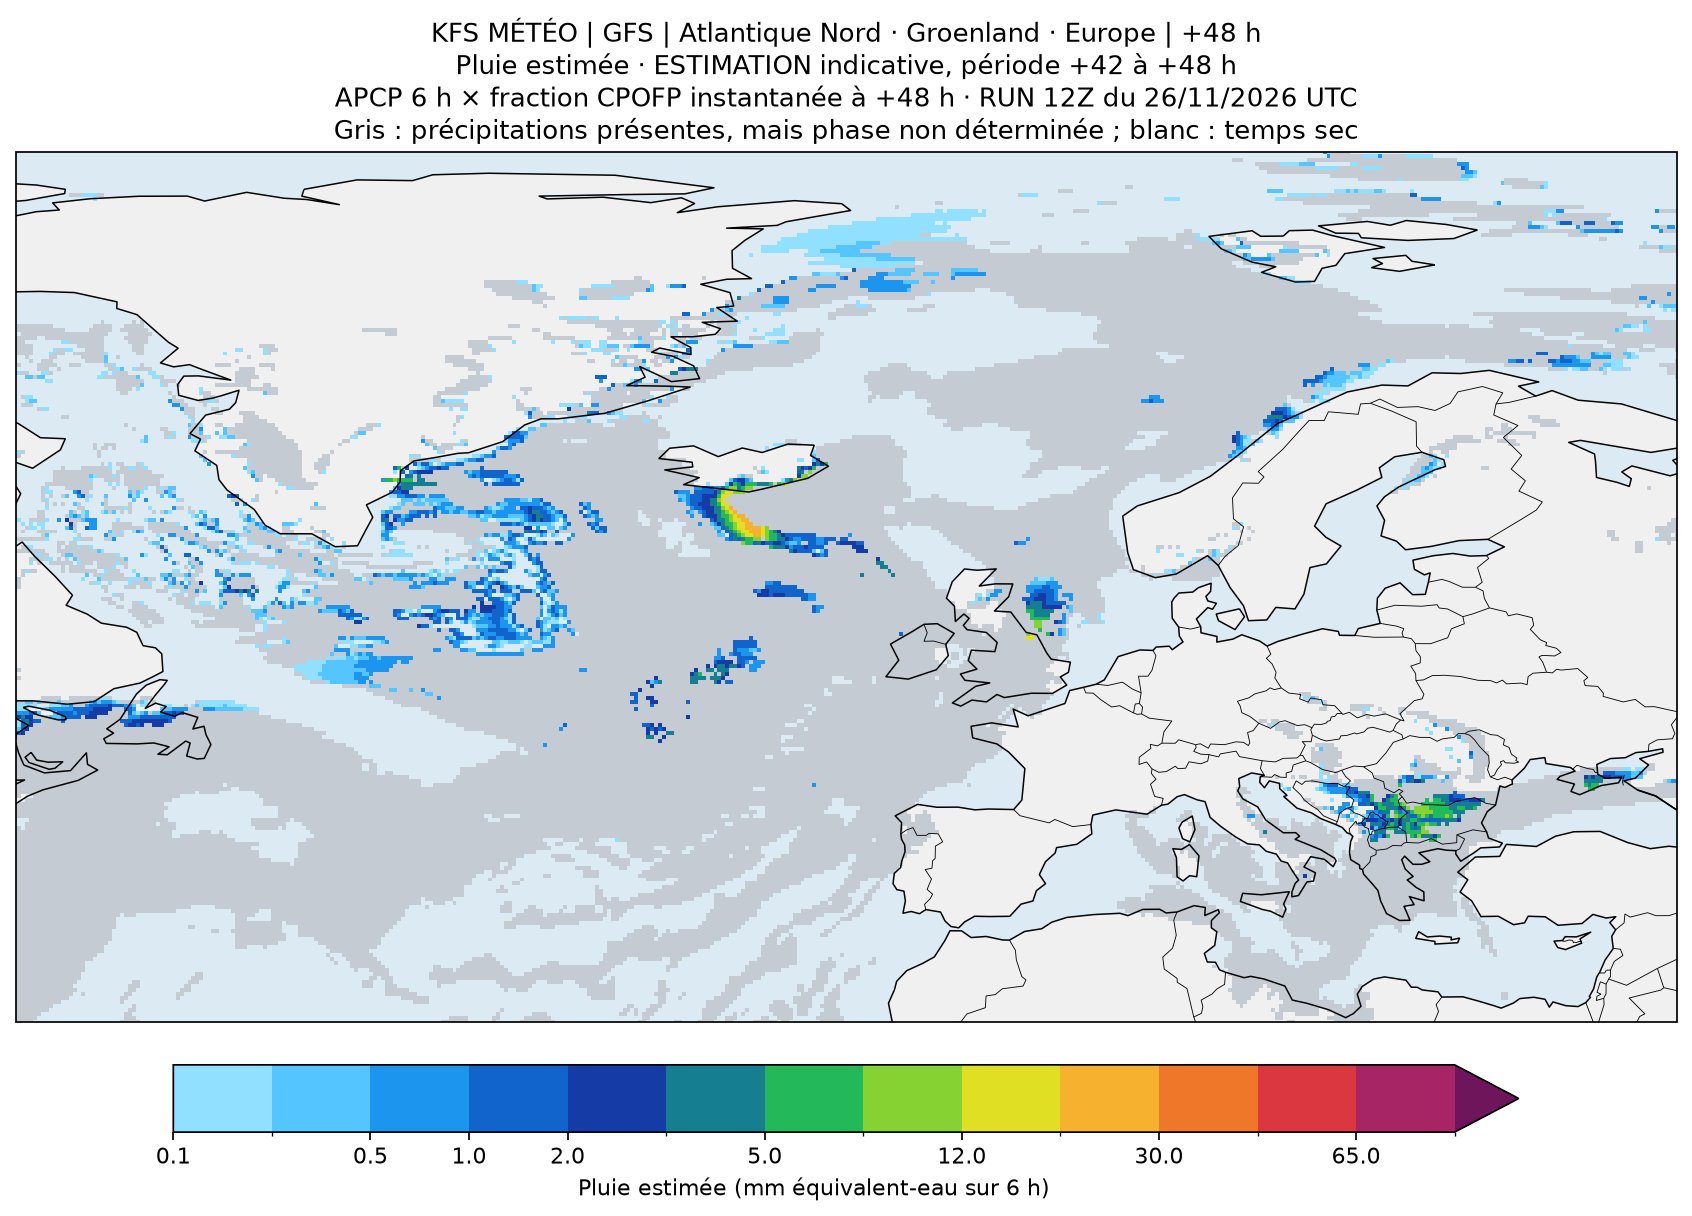 KFS MÉTÉO | GFS | Atlantique Nord · Groenland · Europe | +48 h
Pluie estimée · ESTIMATION indicative, période +42 à +48 h
APCP 6 h × fraction CPOFP instantanée à +48 h · RUN 12Z du 26/11/2026 UTC
Gris : précipitations présentes, mais phase non déterminée ; blanc : temps sec
0.1 0.5 1.0 2.0 5.0 12.0 30.0 65.0
Pluie estimée (mm équivalent-eau sur 6 h)